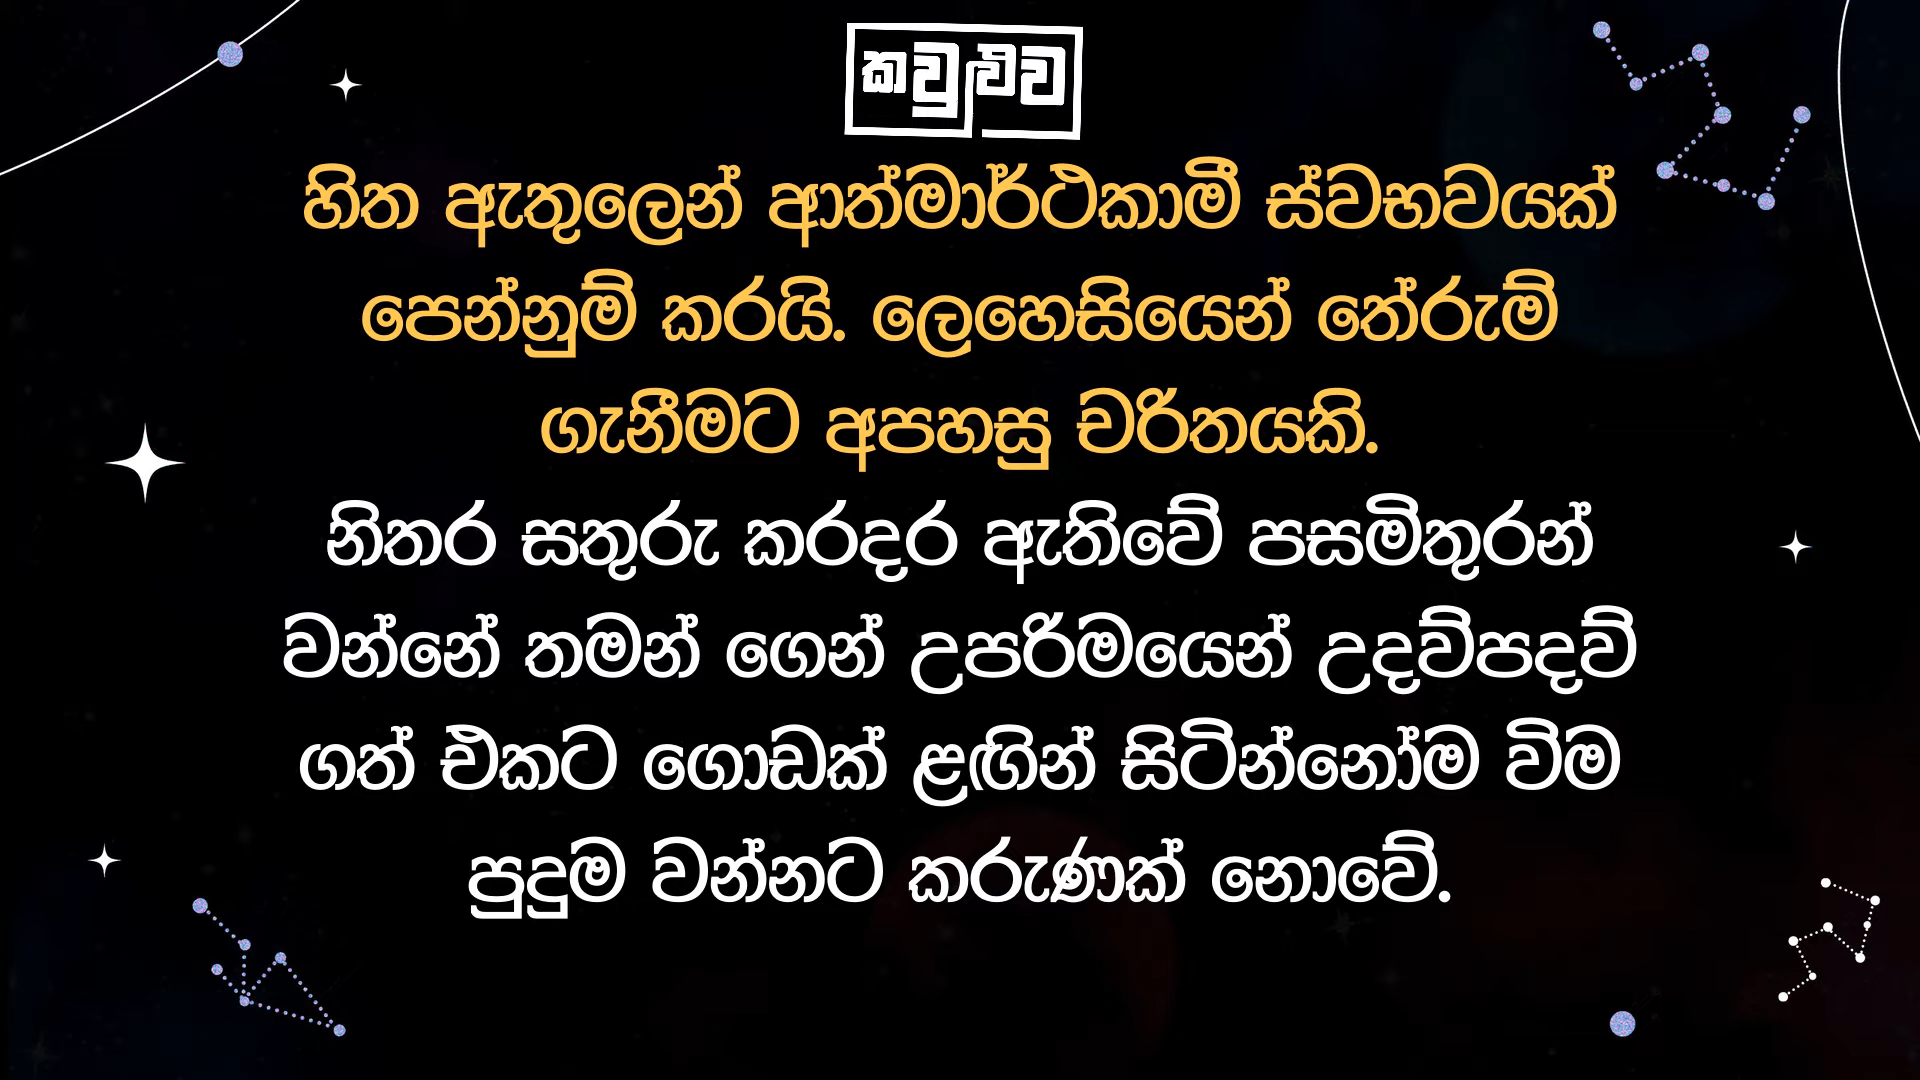 කවුළුව
හිත ඇතුලෙන් ආත්මාර්ථකාමී ස්වභවයක්
පෙන්නුම් කරයි. ලෙහෙසියෙන් තේරුම්
ගැනීමට අපහසු චරිතයකි.
නිතර සතුරු කරදර ඇතිවේ පසමිතුරන්
වන්නේ තමන් ගෙන් උපරිමයෙන් උදව්පදව්
ගත් එකට ගොඩක් ළඟින් සිටින්නෝම විම
පුදුම වන්නට කරුණක් නොවේ.